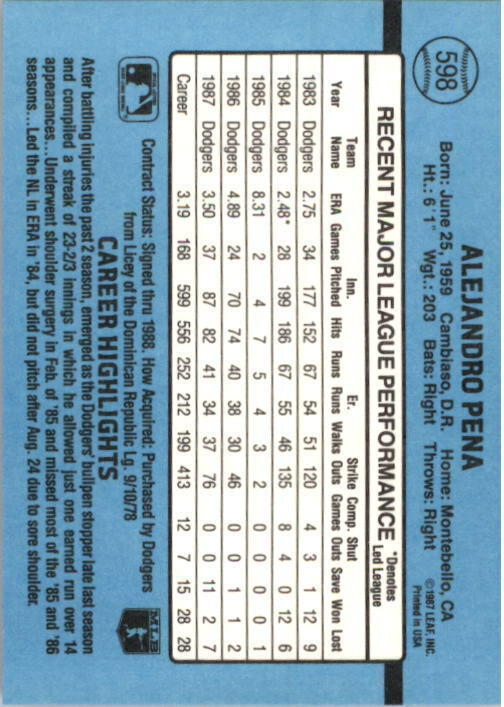 598
ALEJANDRO PENA
Born: June 25, 1959 Cambiaso, D.R. Home: Montebello, CA
Ht.: 6'1" Wgt.: 203 Bats: Right Throws: Right
©1987 LEAF, INC.
Printed in USA
RECENT MAJOR LEAGUE PERFORMANCE *Denotes Led League
Year Team Name ERA Games Inn. Pitched Hits Runs Er. Runs Walks Strike Outs Comp. Games Shut Outs Save Won Lost
1983 Dodgers 2.75 34 177 152 67 54 51 120 4 3 1 12 9
1984 Dodgers 2.48* 28 199 186 67 55 46 135 8 4 0 12 6
1985 Dodgers 8.31 2 4 7 5 4 3 2 0 0 0 0 1
1986 Dodgers 4.89 24 70 74 40 38 30 46 0 0 1 1 2
1987 Dodgers 3.50 37 87 82 41 34 37 76 0 0 11 2 7
Career 3.19 168 599 556 252 212 199 413 12 7 15 28 28
Contract Status: Signed thru 1988. How Acquired: Purchased by Dodgers
from Licey of the Dominican Republic Lg. 9/10/78
MLB
CAREER HIGHLIGHTS
After battling injuries the past 2 season, emerged as the Dodgers' bullpen stopper late last season
and compiled a streak of 23-2/3 innings in which he allowed just one earned run over 14
appearances...Underwent shoulder surgery in Feb. of '85 and missed most of the '85 and '86
seasons...Led the NL in ERA in '84, but did not pitch after Aug. 24 due to sore shoulder.